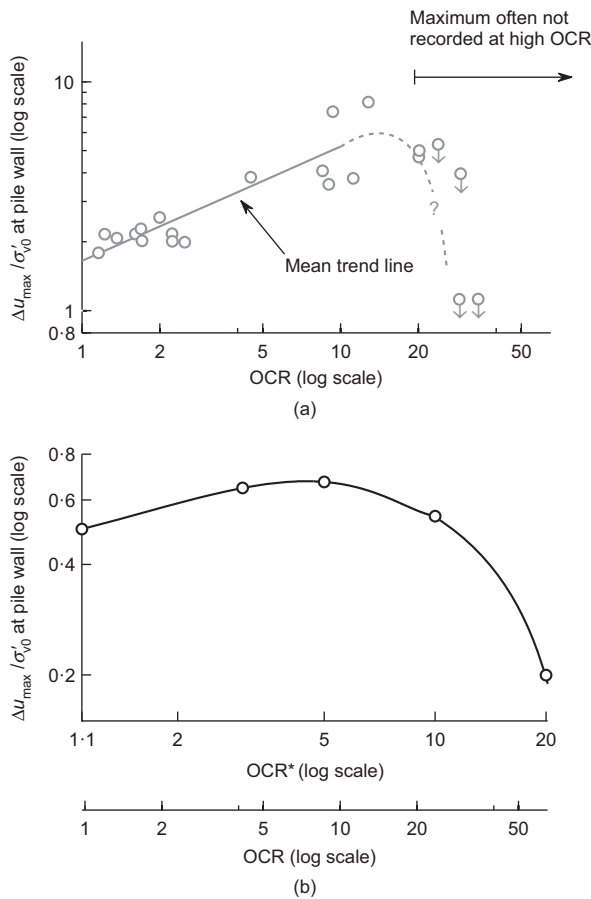 (a)
Maximum often not
recorded at high OCR
Δu_max /σ′_v0 at pile wall (log scale)
10
1
0·8
?
Mean trend line
1 2 5 10 20 50
OCR (log scale)
(a)
Δu_max /σ′_v0 at pile wall (log scale)
0·8
0·6
0·4
0·2
1·1 2 5 10 20
OCR* (log scale)
1 2 5 10 20 50
OCR (log scale)
(b)